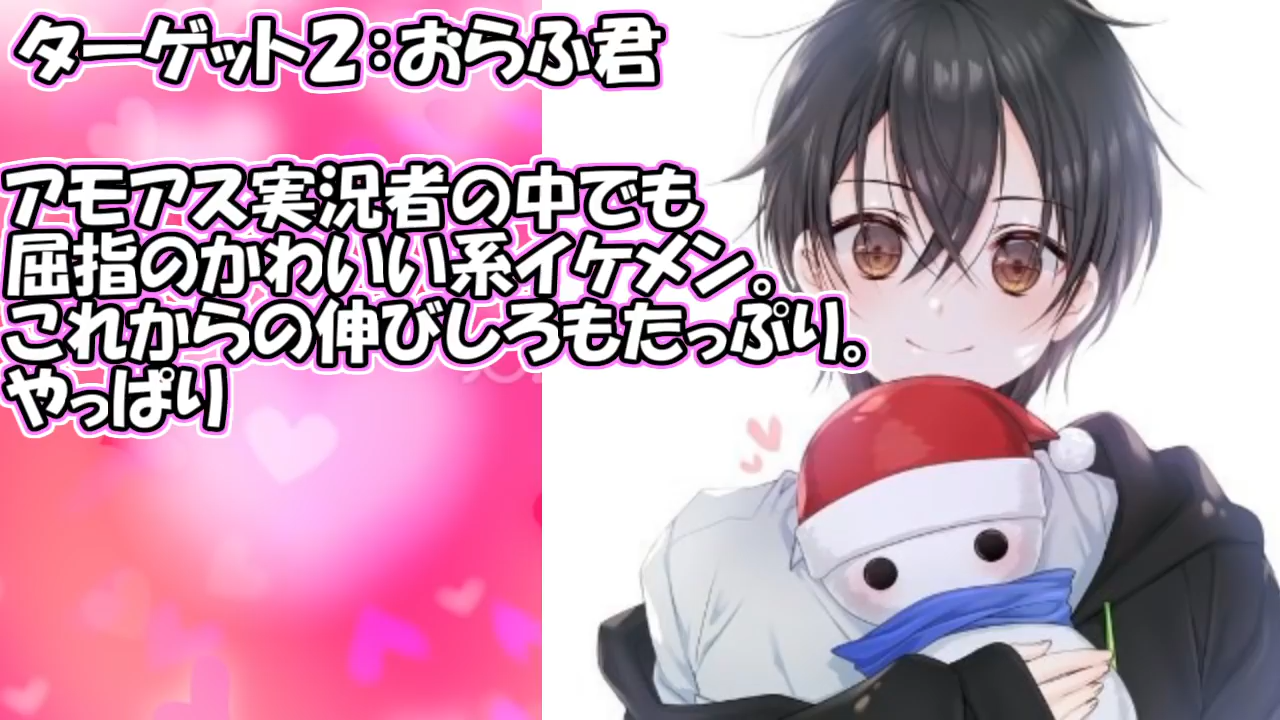 ターゲット２：おらふ君
アモアス実況者の中でも
屈指のかわいい系イケメン。
これからの伸びしろもたっぷり。
やっぱり